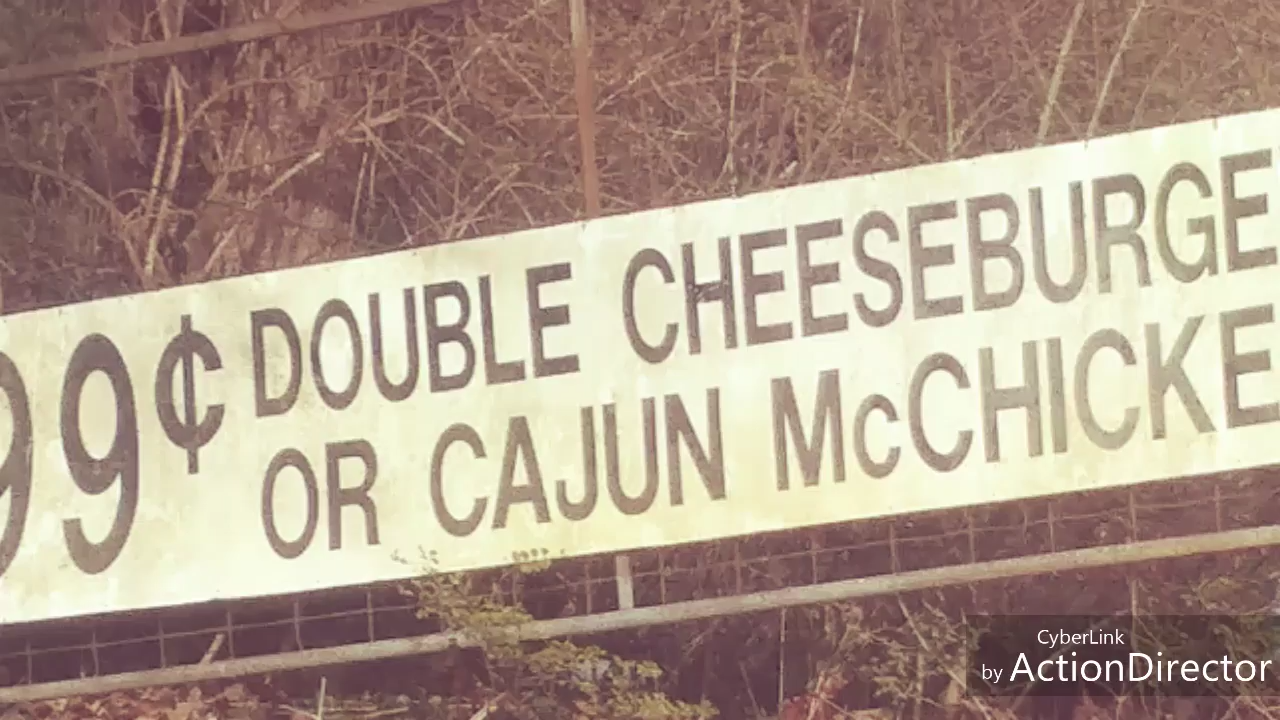 99¢ DOUBLE CHEESEBURGE
OR CAJUN McCHICKE
CyberLink
by ActionDirector